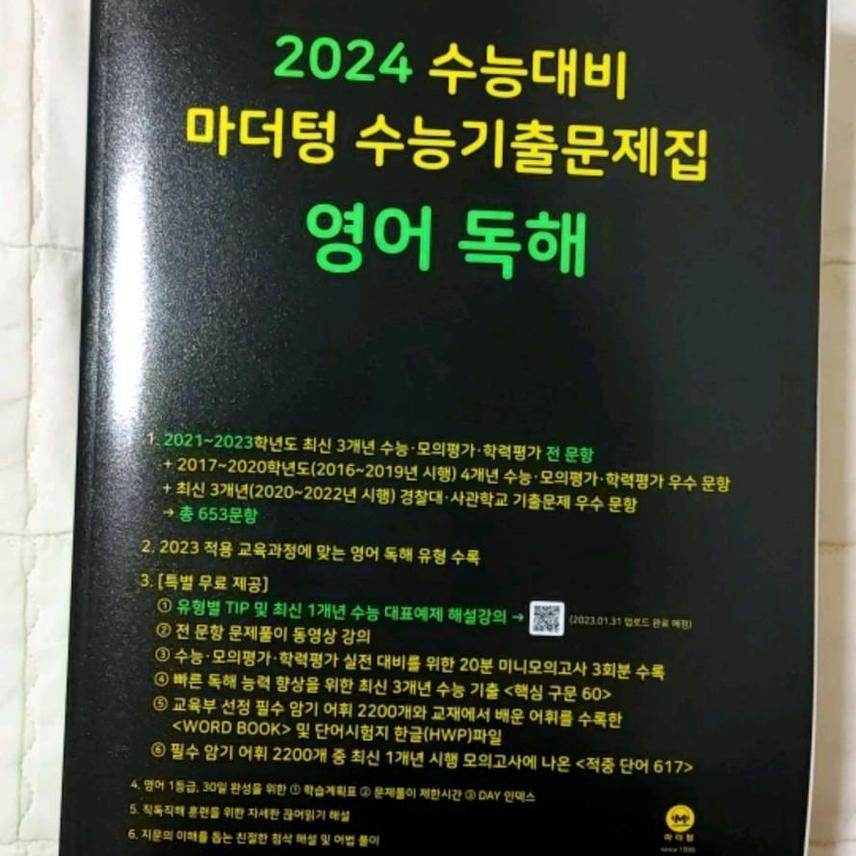 2024 수능대비
마더텅 수능기출문제집
영어 독해
1. 2021~2023학년도 최신 3개년 수능·모의평가·학력평가 전 문항
+ 2017~2020학년도(2016~2019년 시행) 4개년 수능·모의평가·학력평가 우수 문항
+ 최신 3개년(2020~2022년 시행) 경찰대·사관학교 기출문제 우수 문항
→ 총 653문항
2. 2023 적용 교육과정에 맞는 영어 독해 유형 수록
3. [특별 무료 제공]
① 유형별 TIP 및 최신 1개년 수능 대표예제 해설강의 → (2023.01.31 업로드 완료 예정)
② 전 문항 문제풀이 동영상 강의
③ 수능·모의평가·학력평가 실전 대비를 위한 20분 미니모의고사 3회분 수록
④ 빠른 독해 능력 향상을 위한 최신 3개년 수능 기출 <핵심 구문 60>
⑤ 교육부 선정 필수 암기 어휘 2200개와 교재에서 배운 어휘를 수록한
<WORD BOOK> 및 단어시험지 한글(HWP)파일
⑥ 필수 암기 어휘 2200개 중 최신 1개년 시행 모의고사에 나온 <적중 단어 617>
4. 영어 1등급, 30일 완성을 위한 ① 학습계획표 ② 문제풀이 제한시간 ③ DAY 인덱스
5. 직독직해 훈련을 위한 자세한 끊어읽기 해설
6. 지문의 이해를 돕는 친절한 첨삭 해설 및 어법 풀이
마더텅
since 1999